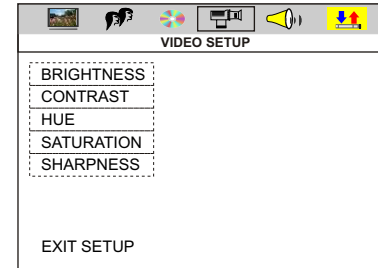 VIDEO SETUP
BRIGHTNESS
CONTRAST
HUE
SATURATION
SHARPNESS
EXIT SETUP